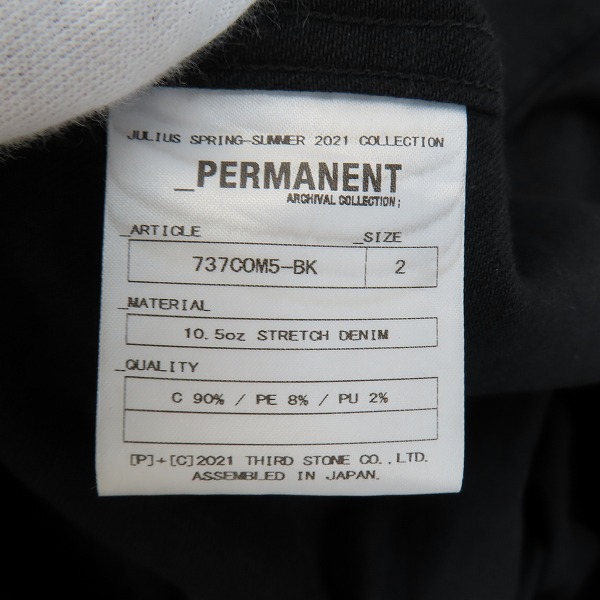 JULIUS SPRING-SUMMER 2021 COLLECTION
_PERMANENT
ARCHIVAL COLLECTION;
_ARTICLE _SIZE
737COM5-BK 2
_MATERIAL
10.5oz STRETCH DENIM
_QUALITY
C 90% / PE 8% / PU 2%
[P]+[C]2021 THIRD STONE CO.,LTD.
ASSEMBLED IN JAPAN.